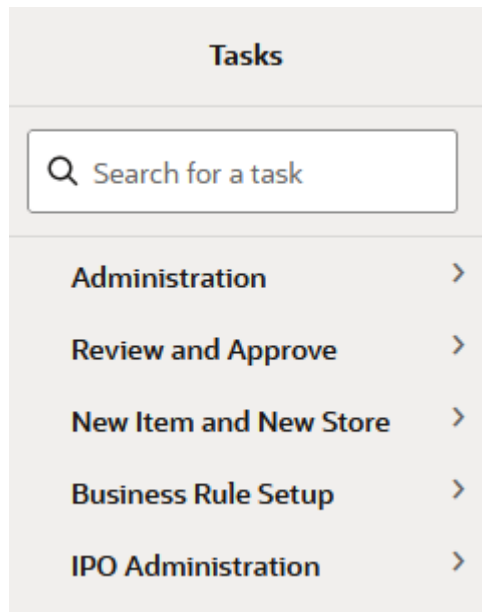 Tasks
Search for a task
Administration
Review and Approve
New Item and New Store
Business Rule Setup
IPO Administration